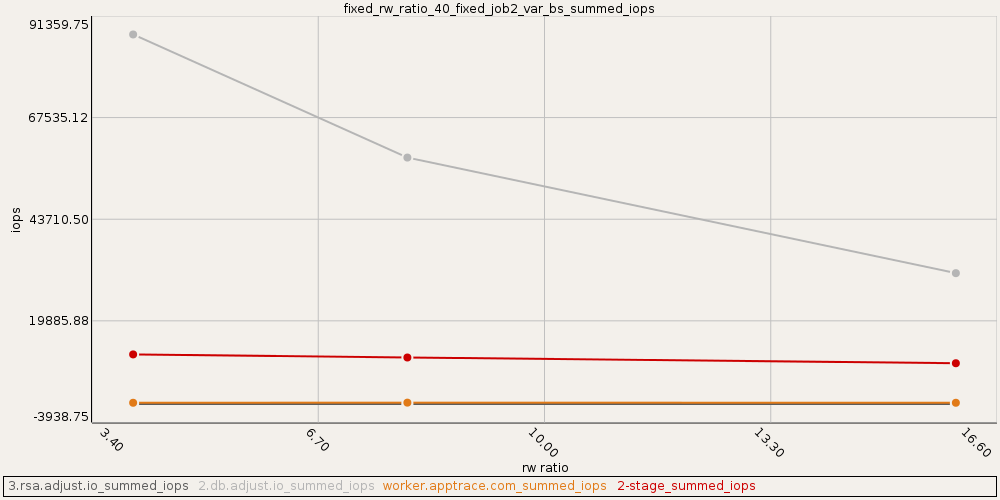 fixed_rw_ratio_40_fixed_job2_var_bs_summed_iops
91359.75
67535.12
43710.50
19885.88
-3938.75
iops
3.40
6.70
10.00
13.30
16.60
rw ratio
3.rsa.adjust.io_summed_iops 2.db.adjust.io_summed_iops worker.apptrace.com_summed_iops 2-stage_summed_iops